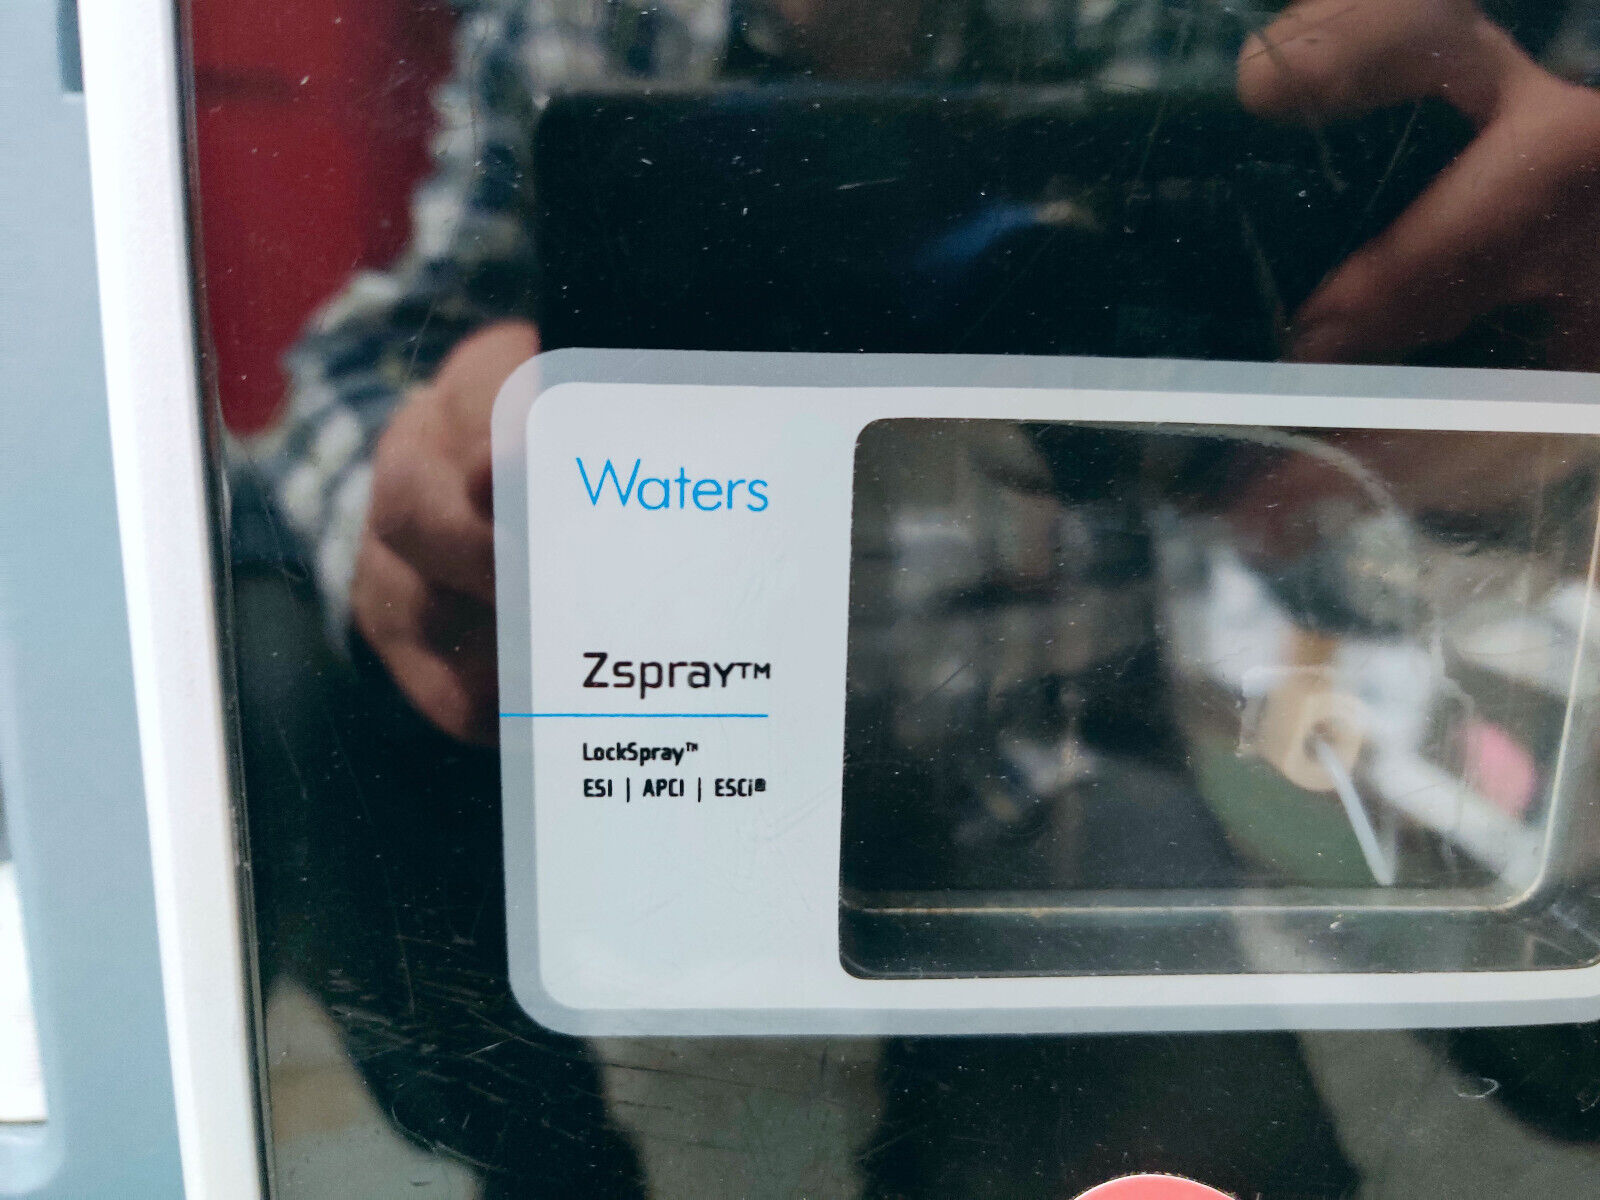 Waters
Zspray™
LockSpray™
ESI | APCI | ESCi®